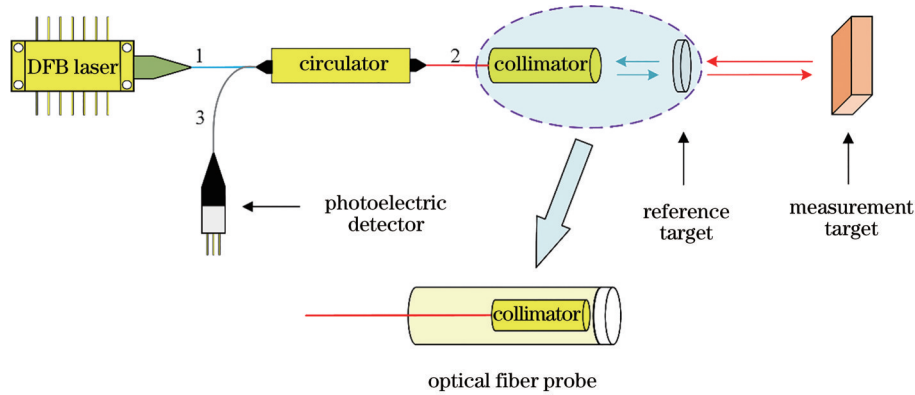 DFB laser
1
circulator
2
collimator
3
photoelectric
detector
reference
target
measurement
target
collimator
optical fiber probe